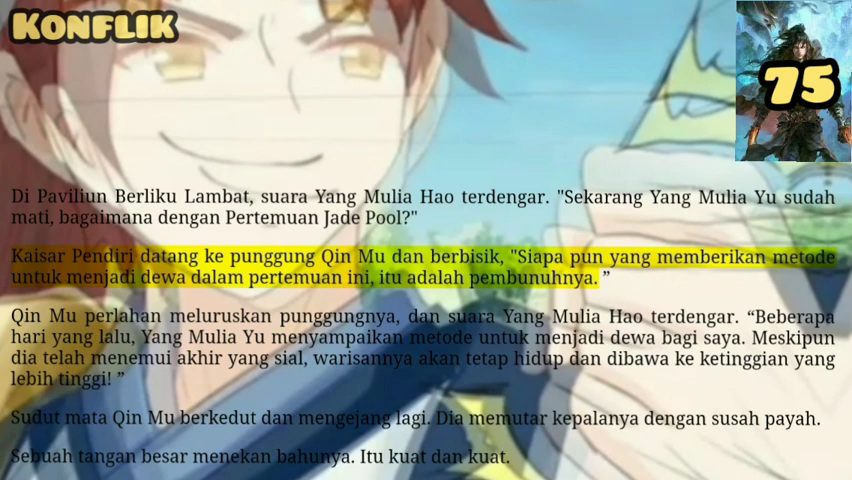 KONFLIK
75
Di Paviliun Berliku Lambat, suara Yang Mulia Hao terdengar. "Sekarang Yang Mulia Yu sudah
mati, bagaimana dengan Pertemuan Jade Pool?"
Kaisar Pendiri datang ke punggung Qin Mu dan berbisik, "Siapa pun yang memberikan metode
untuk menjadi dewa dalam pertemuan ini, itu adalah pembunuhnya. ”
Qin Mu perlahan meluruskan punggungnya, dan suara Yang Mulia Hao terdengar. “Beberapa
hari yang lalu, Yang Mulia Yu menyampaikan metode untuk menjadi dewa bagi saya. Meskipun
dia telah menemui akhir yang sial, warisannya akan tetap hidup dan dibawa ke ketinggian yang
lebih tinggi! ”
Sudut mata Qin Mu berkedut dan mengejang lagi. Dia memutar kepalanya dengan susah payah.
Sebuah tangan besar menekan bahunya. Itu kuat dan kuat.